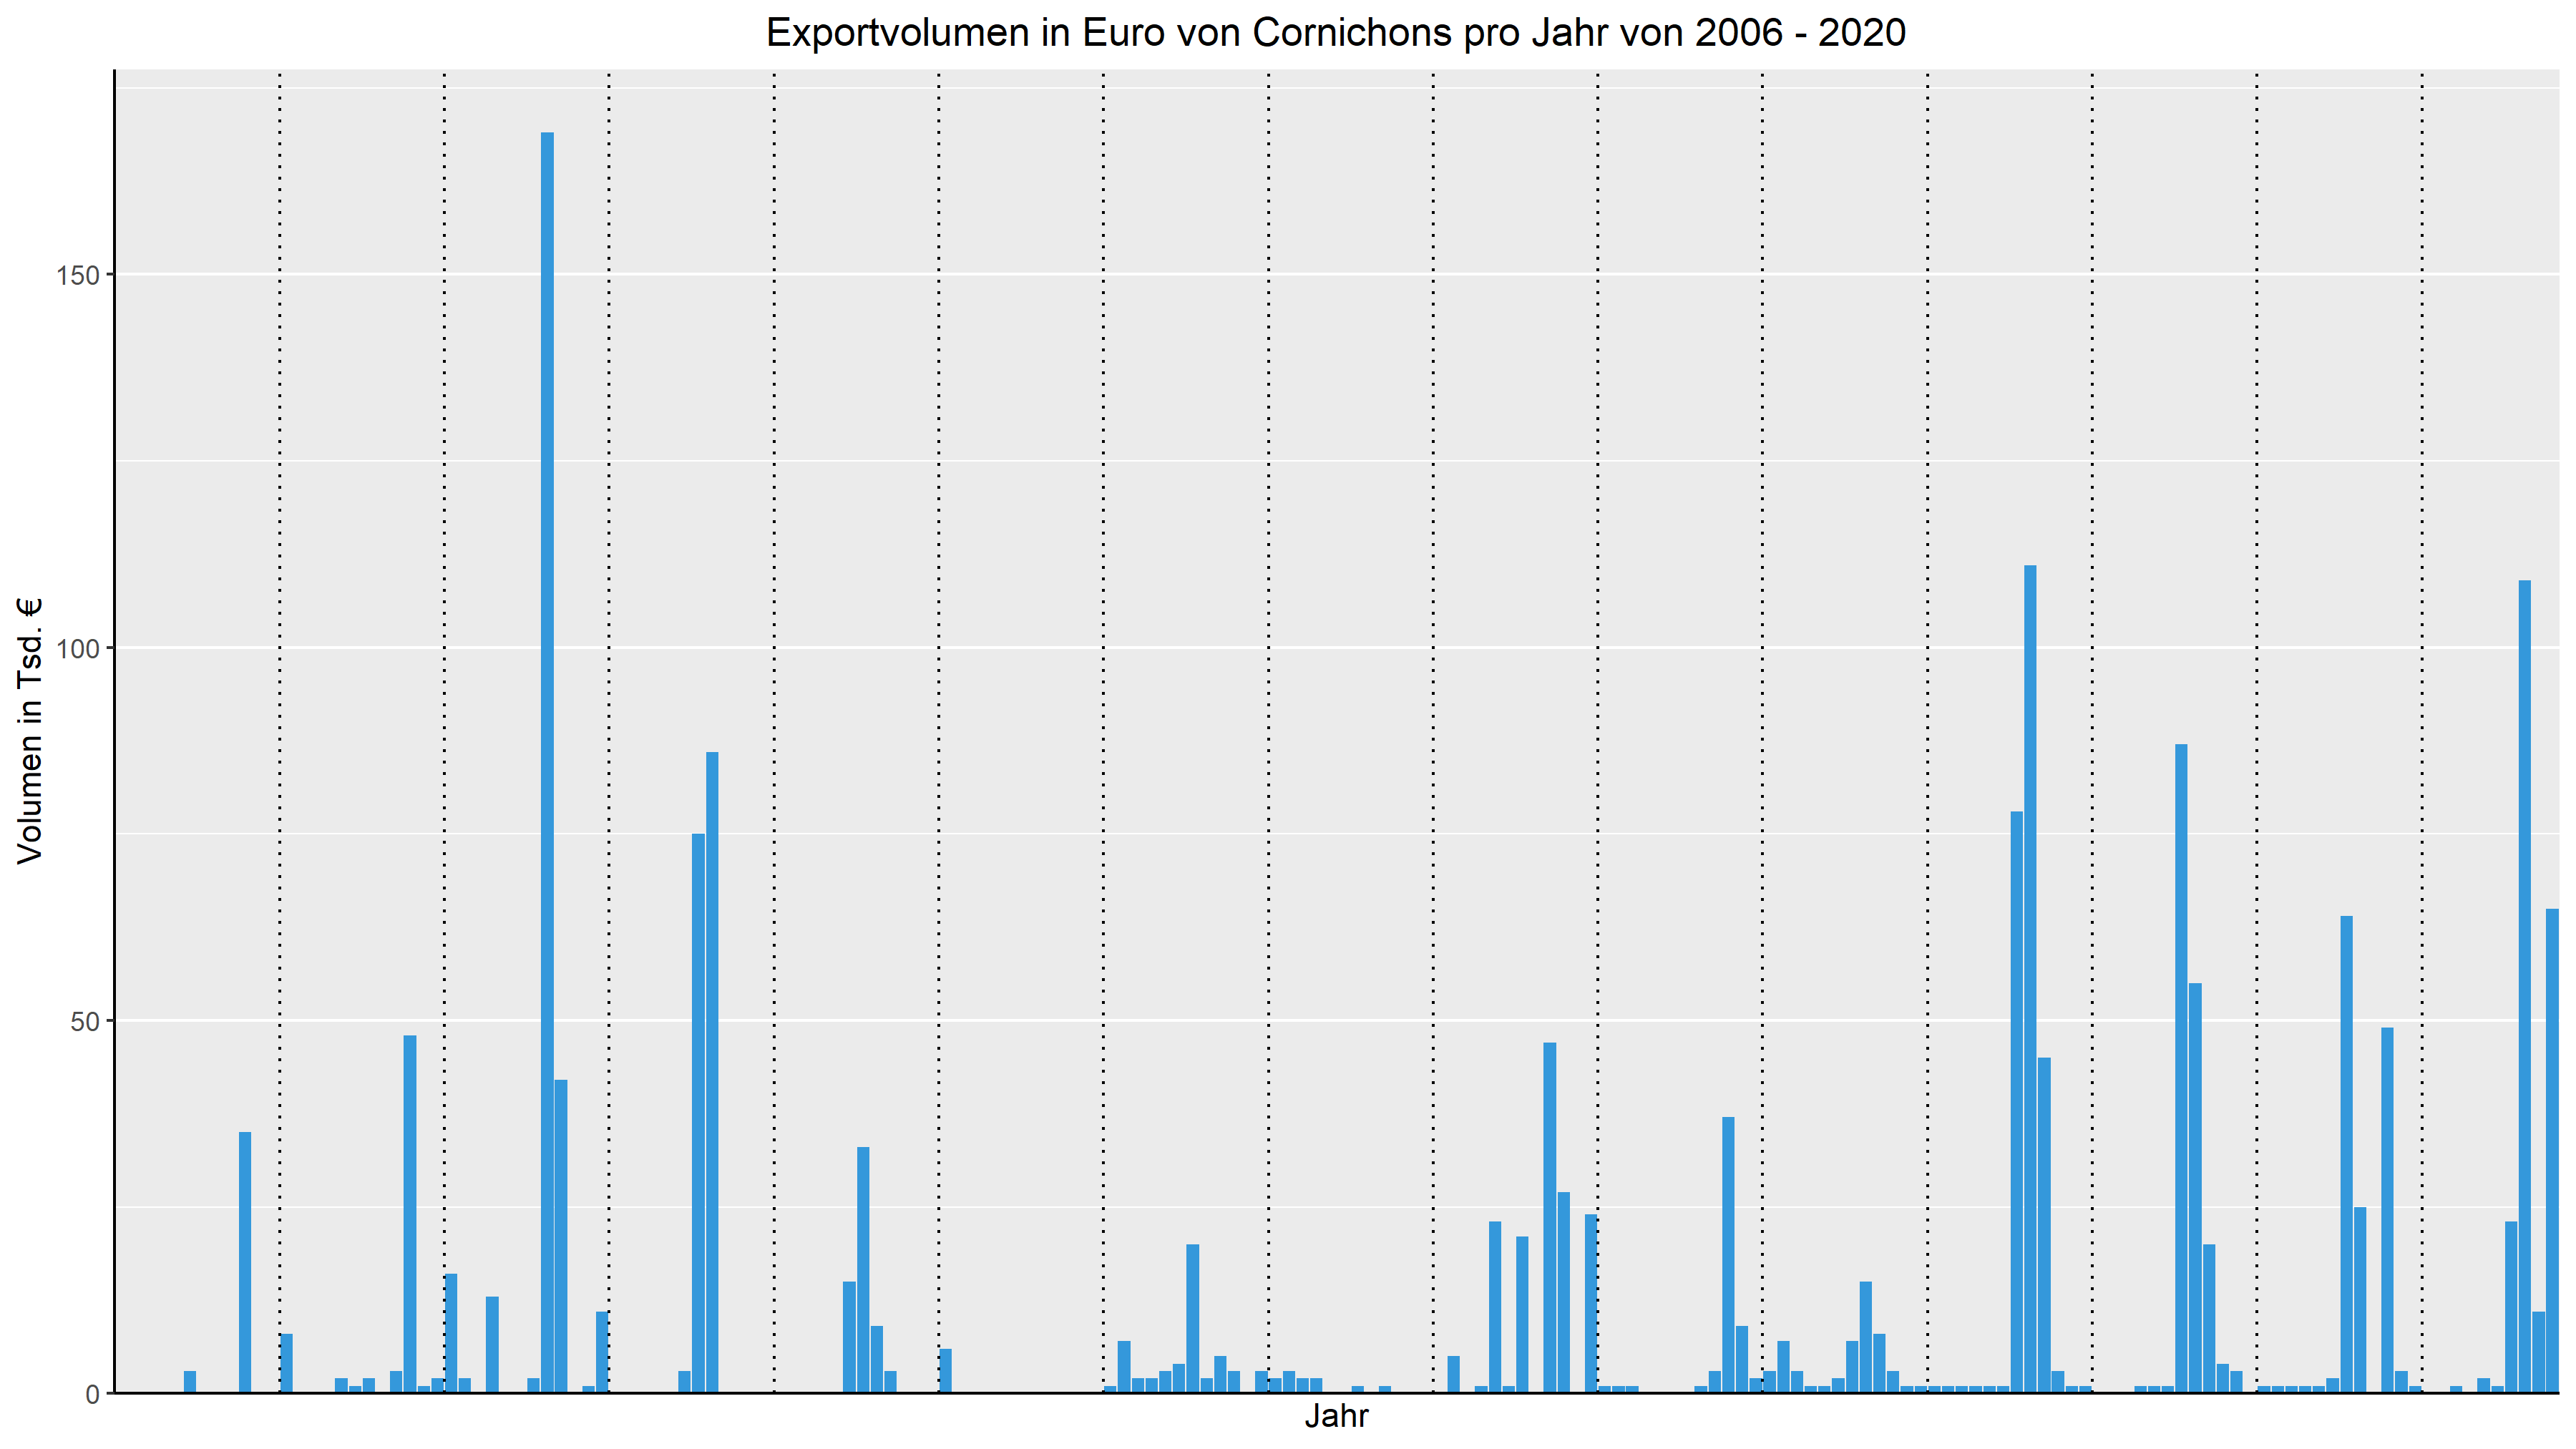 Exportvolumen in Euro von Cornichons pro Jahr von 2006 - 2020
Volumen in Tsd. €
150
100
50
0
Jahr